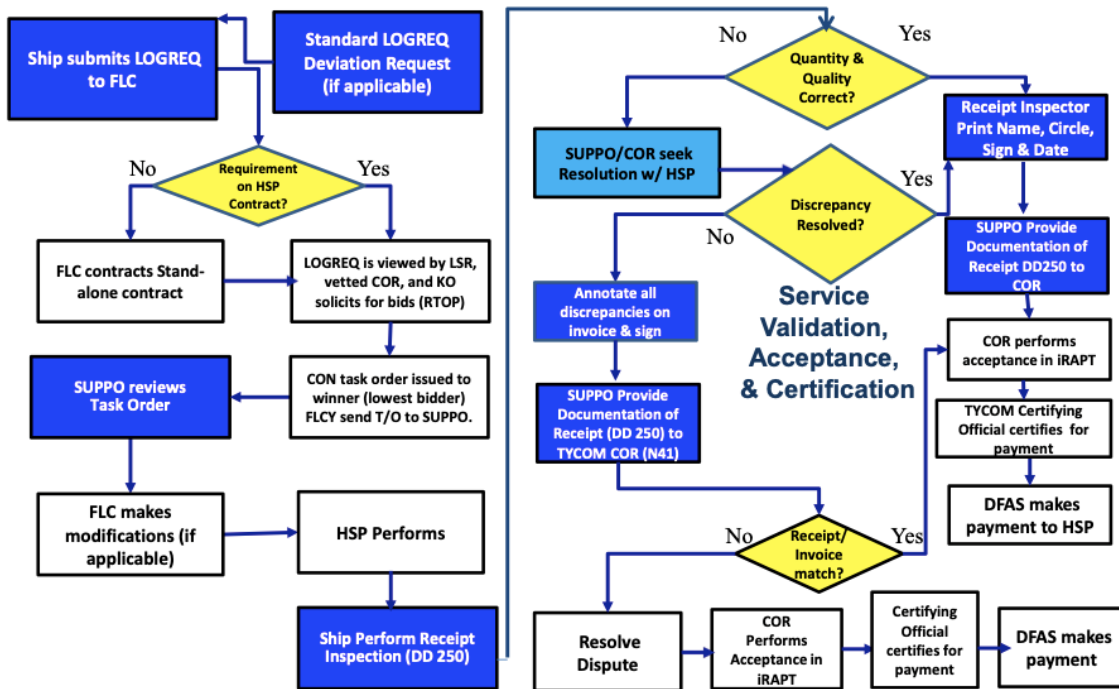 Ship submits LOGREQ
to FLC
Standard LOGREQ
Deviation Request
(if applicable)
No
Requirement
on HSP
Contract?
Yes
FLC contracts Stand-
alone contract
LOGREQ is viewed by LSR,
vetted COR, and KO
solicits for bids (RTOP)
SUPPO reviews
Task Order
CON task order issued to
winner (lowest bidder)
FLCY send T/O to SUPPO.
FLC makes
modifications (if
applicable)
HSP Performs
Ship Perform Receipt
Inspection (DD 250)
No
Quantity &
Quality
Correct?
Yes
SUPPO/COR seek
Resolution w/ HSP
Receipt Inspector
Print Name, Circle,
Sign & Date
No
Discrepancy
Resolved?
Yes
Annotate all
discrepancies on
invoice & sign
SUPPO Provide
Documentation of
Receipt DD250 to
COR
Service
Validation,
Acceptance,
& Certification
SUPPO Provide
Documentation of
Receipt (DD 250) to
TYCOM COR (N41)
COR performs
acceptance in iRAPT
TYCOM Certifying
Official certifies for
payment
DFAS makes
payment to HSP
No
Receipt/
Invoice
match?
Yes
Resolve
Dispute
COR
Performs
Acceptance in
iRAPT
Certifying
Official
certifies for
payment
DFAS makes
payment